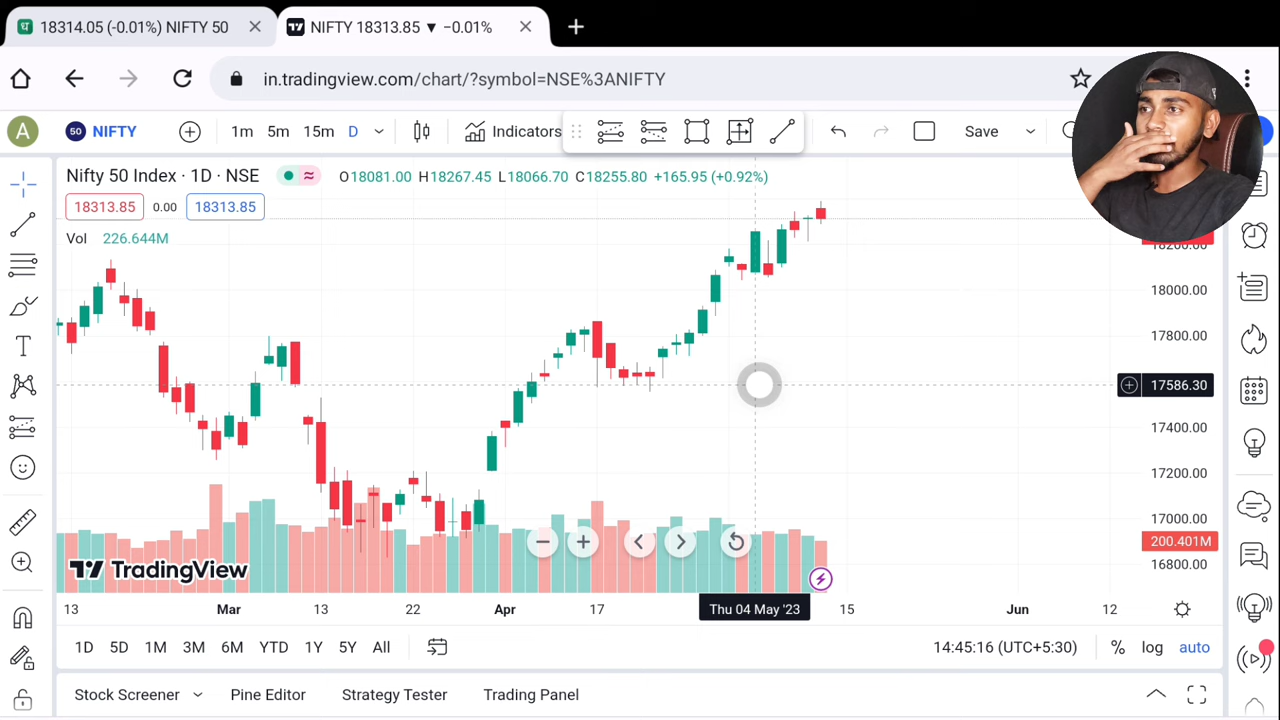 18314.05 (-0.01%) NIFTY 50
NIFTY 18313.85 ▼ −0.01%
in.tradingview.com/chart/?symbol=NSE%3ANIFTY
A
50 NIFTY
1m 5m 15m D
Indicators
Save
Nifty 50 Index · 1D · NSE
O18081.00 H18267.45 L18066.70 C18255.80 +165.95 (+0.92%)
18313.85 0.00 18313.85
Vol 226.644M
18200.00
18000.00
17800.00
17586.30
17400.00
17200.00
17000.00
200.401M
16800.00
TradingView
13 Mar 13 22 Apr 17 Thu 04 May '23 15 Jun 12
1D 5D 1M 3M 6M YTD 1Y 5Y All
14:45:16 (UTC+5:30) % log auto
Stock Screener Pine Editor Strategy Tester Trading Panel